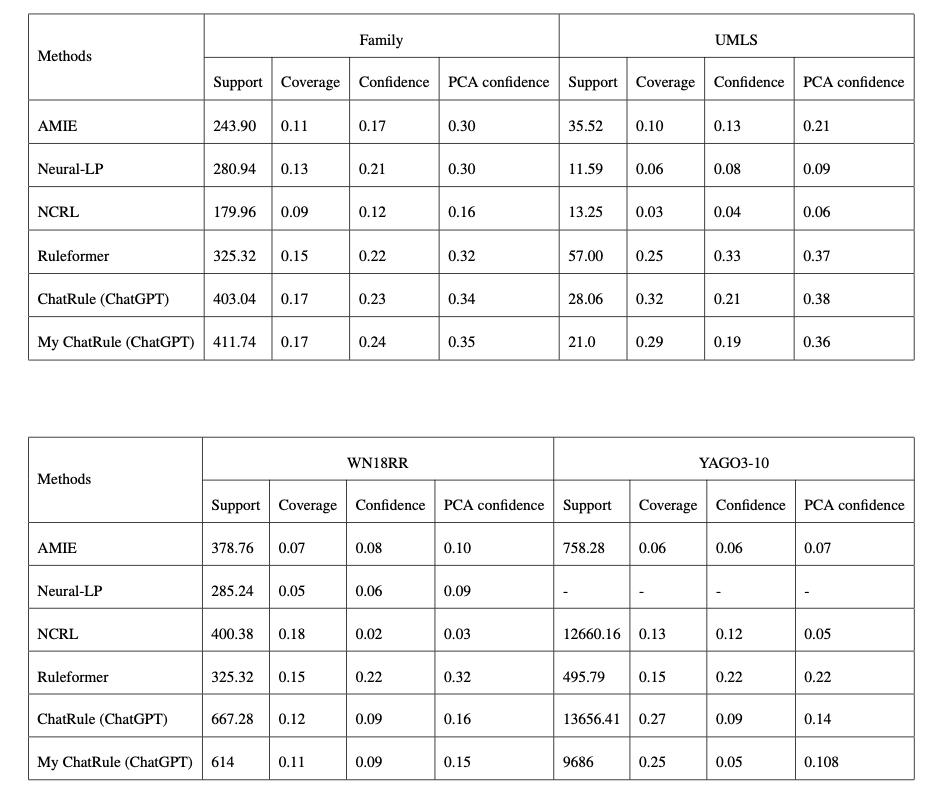 Methods Family UMLS
Support Coverage Confidence PCA confidence Support Coverage Confidence PCA confidence
AMIE 243.90 0.11 0.17 0.30 35.52 0.10 0.13 0.21
Neural-LP 280.94 0.13 0.21 0.30 11.59 0.06 0.08 0.09
NCRL 179.96 0.09 0.12 0.16 13.25 0.03 0.04 0.06
Ruleformer 325.32 0.15 0.22 0.32 57.00 0.25 0.33 0.37
ChatRule (ChatGPT) 403.04 0.17 0.23 0.34 28.06 0.32 0.21 0.38
My ChatRule (ChatGPT) 411.74 0.17 0.24 0.35 21.0 0.29 0.19 0.36
Methods WN18RR YAGO3-10
Support Coverage Confidence PCA confidence Support Coverage Confidence PCA confidence
AMIE 378.76 0.07 0.08 0.10 758.28 0.06 0.06 0.07
Neural-LP 285.24 0.05 0.06 0.09 - - - -
NCRL 400.38 0.18 0.02 0.03 12660.16 0.13 0.12 0.05
Ruleformer 325.32 0.15 0.22 0.32 495.79 0.15 0.22 0.22
ChatRule (ChatGPT) 667.28 0.12 0.09 0.16 13656.41 0.27 0.09 0.14
My ChatRule (ChatGPT) 614 0.11 0.09 0.15 9686 0.25 0.05 0.108